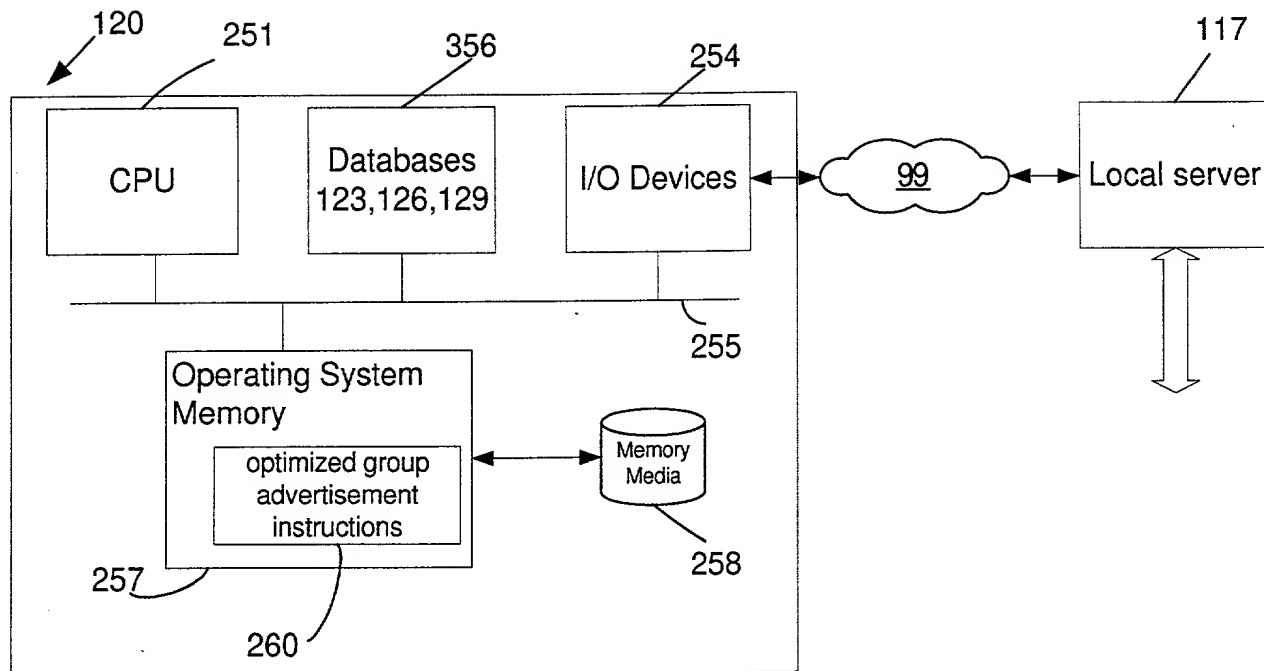 120
251
356
254
117
CPU
Databases
123,126,129
I/O Devices
99
Local server
255
Operating System
Memory
optimized group
advertisement
instructions
Memory
Media
257
260
258